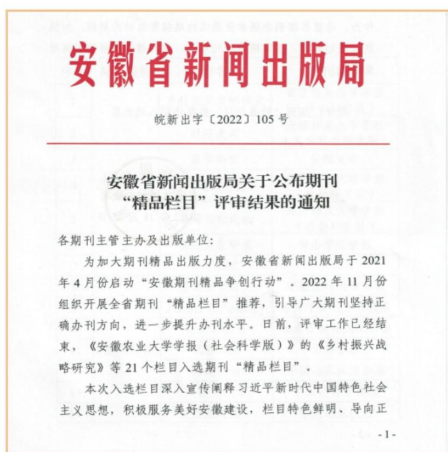 安徽省新闻出版局
皖新出字〔2022〕105号
安徽省新闻出版局关于公布期刊
“精品栏目”评审结果的通知
各期刊主管主办及出版单位：
为加大期刊精品出版力度，安徽省新闻出版局于2021
年4月份启动“安徽期刊精品争创行动”。2022年11月份
组织开展全省期刊“精品栏目”推荐，引导广大期刊坚持正
确办刊方向，进一步提升办刊水平。日前，评审工作已经结
束，《安徽农业大学学报（社会科学版）》的《乡村振兴战
略研究》等21个栏目入选期刊“精品栏目”。
本次入选栏目深入宣传阐释习近平新时代中国特色社会
主义思想，积极服务美好安徽建设，栏目特色鲜明、导向正
-1-